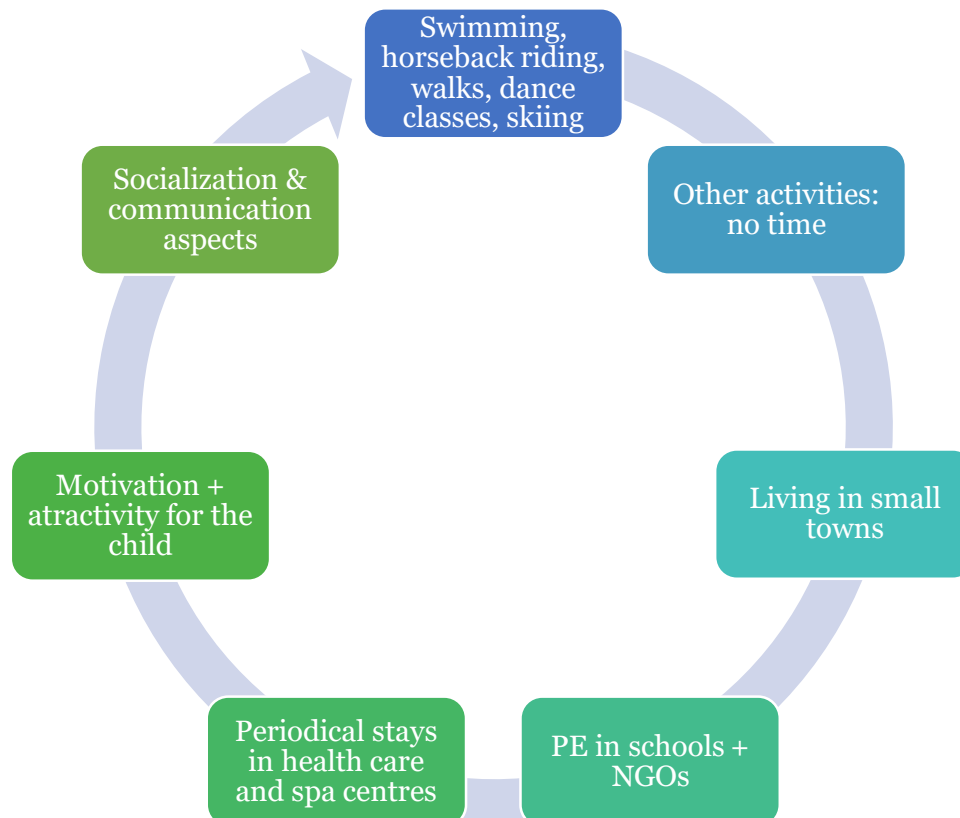 Swimming,
horseback riding,
walks, dance
classes, skiing
Other activities:
no time
Living in small
towns
PE in schools +
NGOs
Periodical stays
in health care
and spa centres
Motivation +
atractivity for the
child
Socialization &
communication
aspects